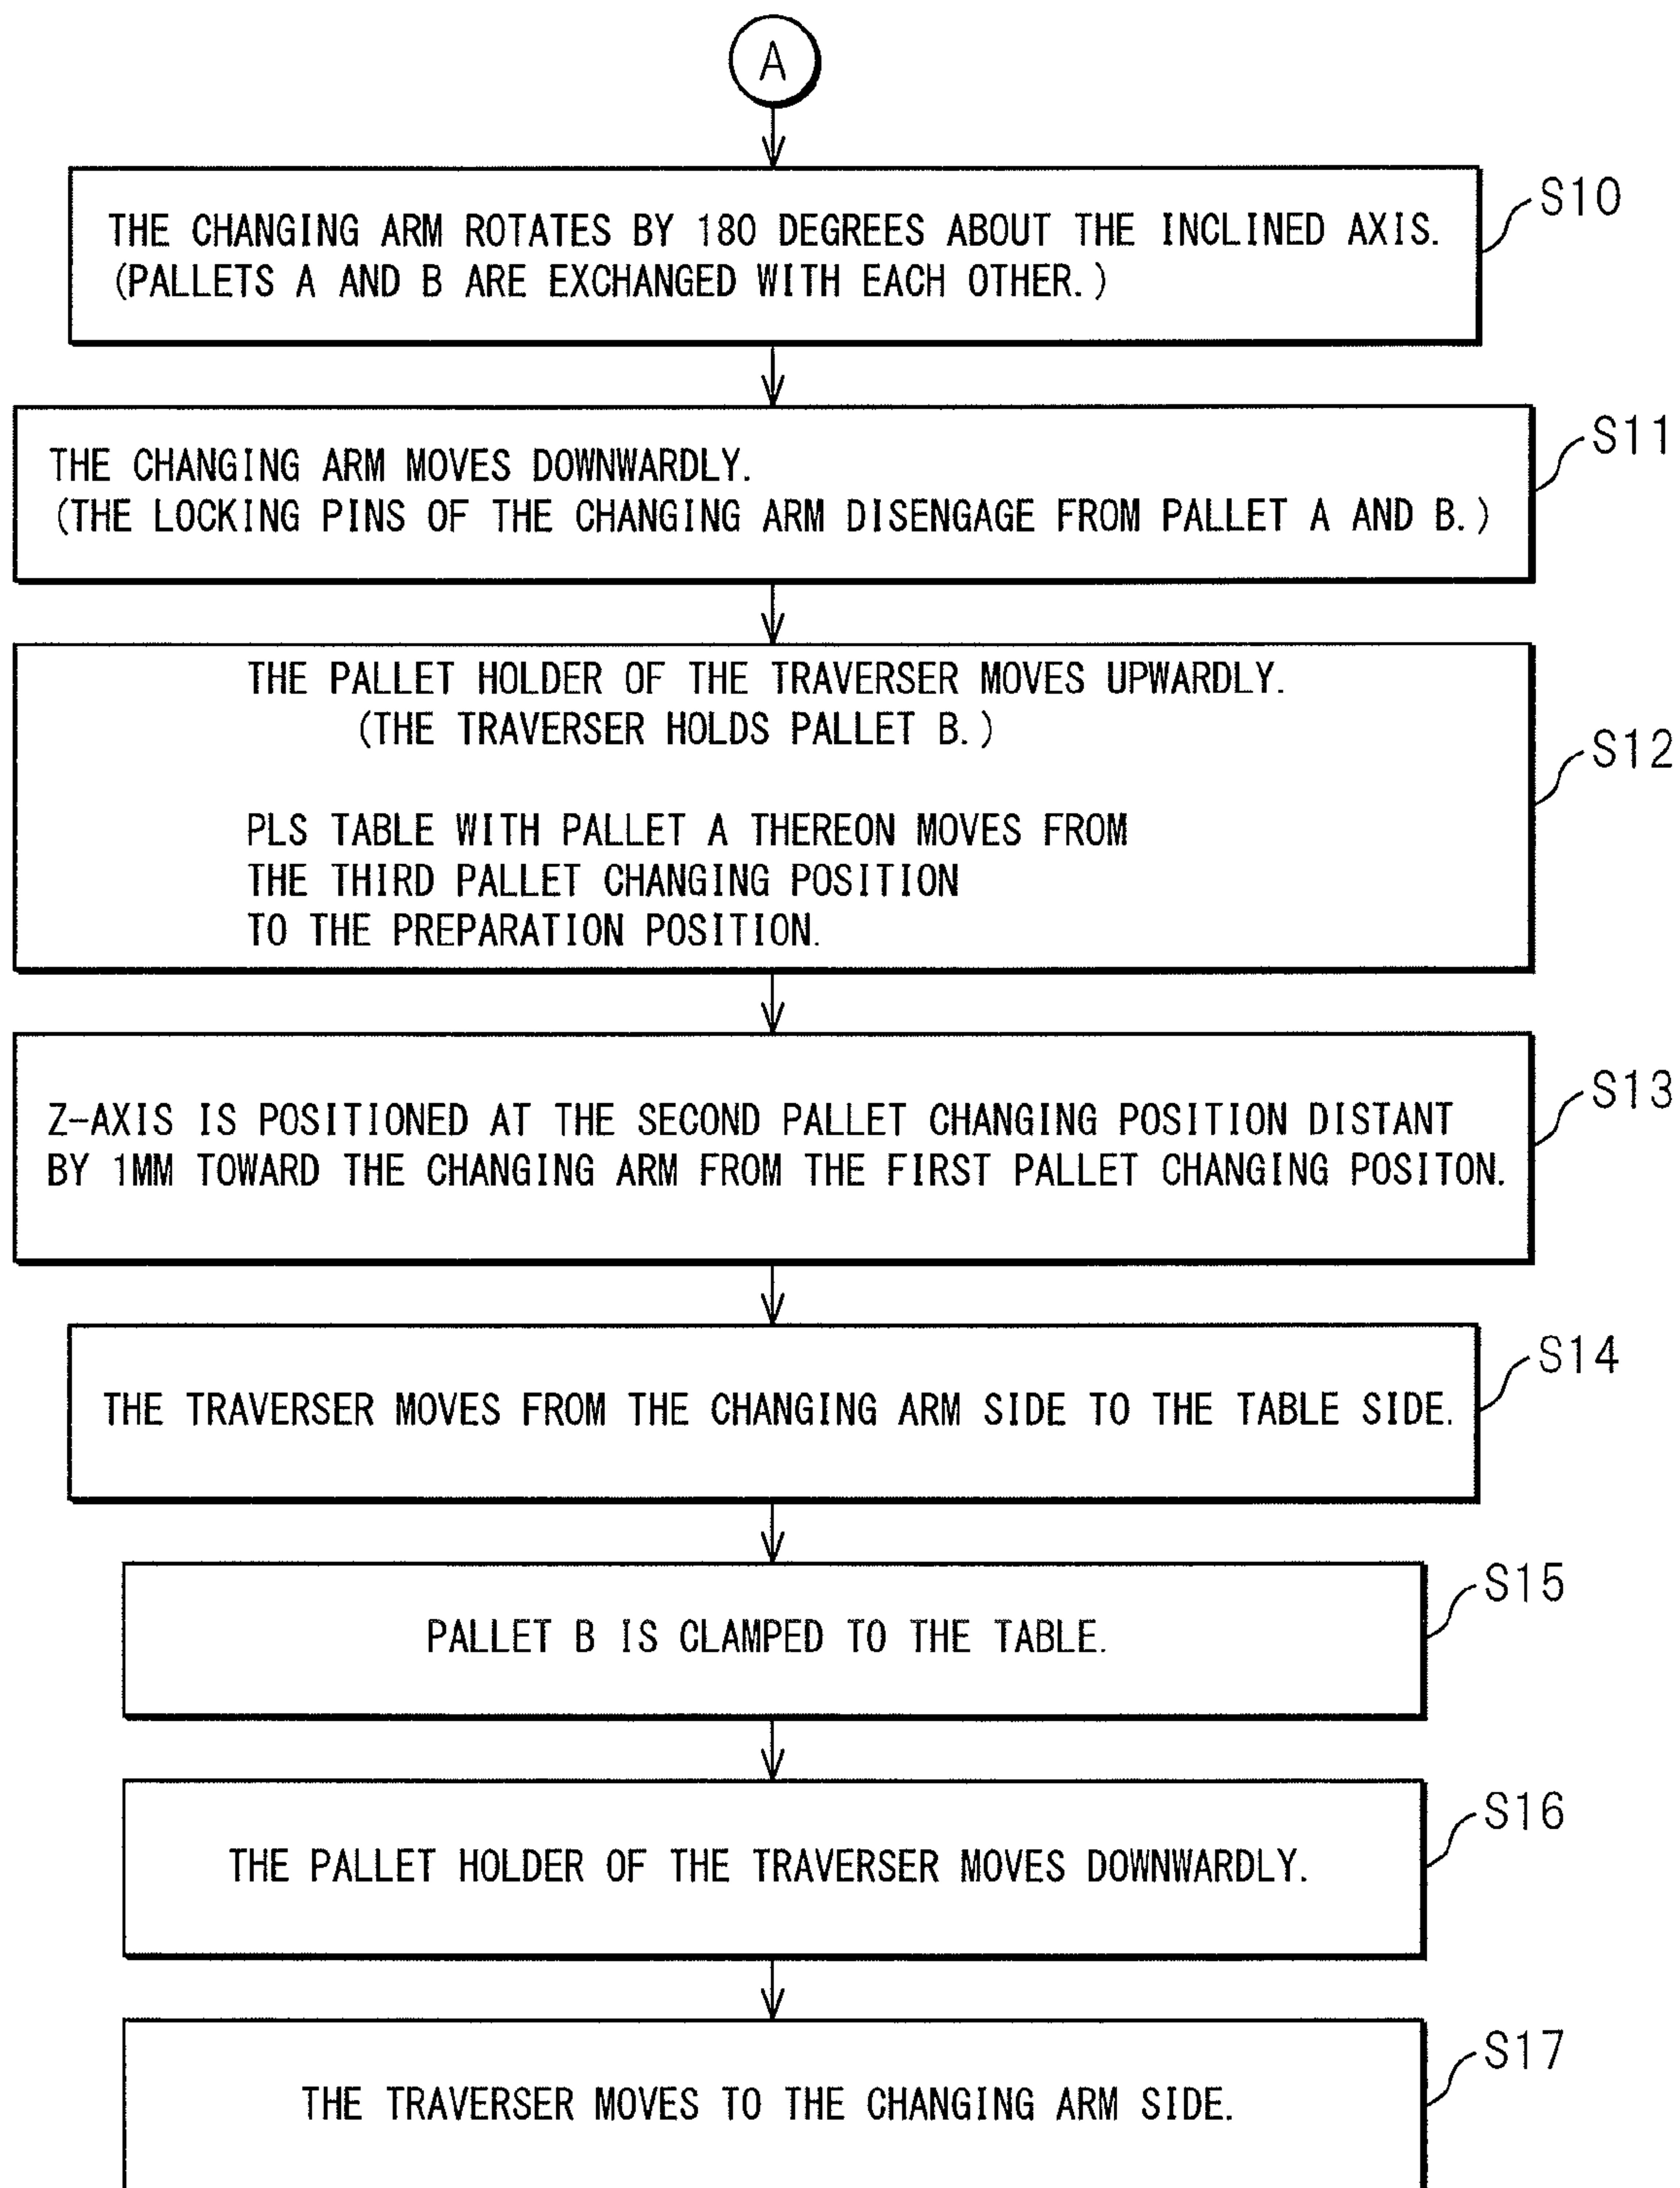 A
THE CHANGING ARM ROTATES BY 180 DEGREES ABOUT THE INCLINED AXIS.
(PALLETS A AND B ARE EXCHANGED WITH EACH OTHER.)
S10
THE CHANGING ARM MOVES DOWNWARDLY.
(THE LOCKING PINS OF THE CHANGING ARM DISENGAGE FROM PALLET A AND B.)
S11
THE PALLET HOLDER OF THE TRAVERSER MOVES UPWARDLY.
(THE TRAVERSER HOLDS PALLET B.)
PLS TABLE WITH PALLET A THEREON MOVES FROM
THE THIRD PALLET CHANGING POSITION
TO THE PREPARATION POSITION.
S12
Z-AXIS IS POSITIONED AT THE SECOND PALLET CHANGING POSITION DISTANT
BY 1MM TOWARD THE CHANGING ARM FROM THE FIRST PALLET CHANGING POSITON.
S13
THE TRAVERSER MOVES FROM THE CHANGING ARM SIDE TO THE TABLE SIDE.
S14
PALLET B IS CLAMPED TO THE TABLE.
S15
THE PALLET HOLDER OF THE TRAVERSER MOVES DOWNWARDLY.
S16
THE TRAVERSER MOVES TO THE CHANGING ARM SIDE.
S17